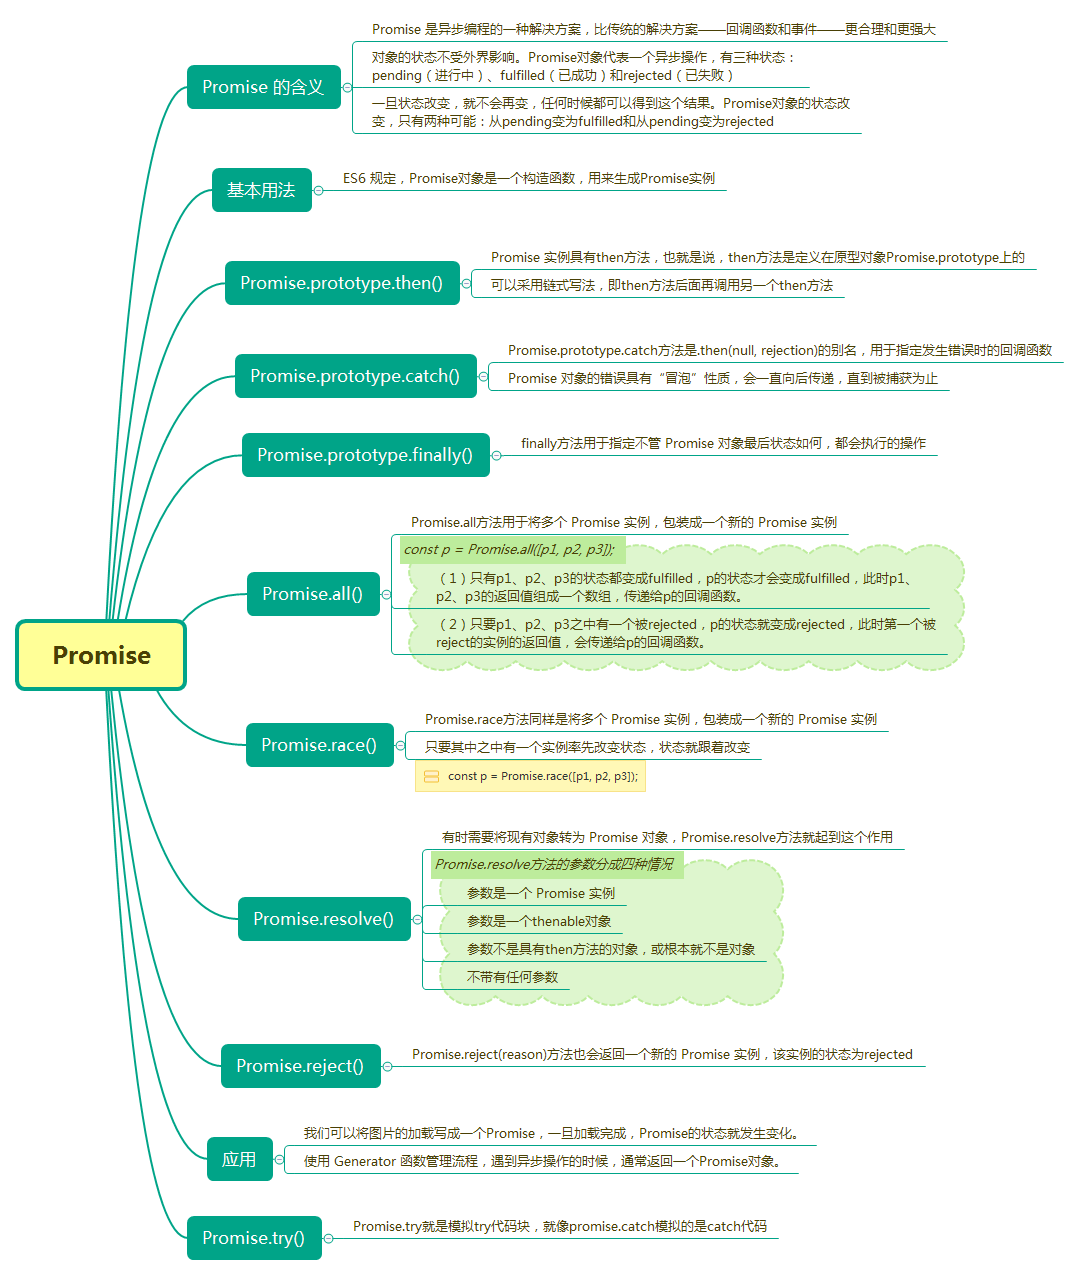 Promise
Promise 的含义
Promise 是异步编程的一种解决方案，比传统的解决方案——回调函数和事件——更合理和更强大
对象的状态不受外界影响。Promise对象代表一个异步操作，有三种状态：
pending（进行中）、fulfilled（已成功）和rejected（已失败）
一旦状态改变，就不会再变，任何时候都可以得到这个结果。Promise对象的状态改
变，只有两种可能：从pending变为fulfilled和从pending变为rejected
基本用法
ES6 规定，Promise对象是一个构造函数，用来生成Promise实例
Promise.prototype.then()
Promise 实例具有then方法，也就是说，then方法是定义在原型对象Promise.prototype上的
可以采用链式写法，即then方法后面再调用另一个then方法
Promise.prototype.catch()
Promise.prototype.catch方法是.then(null, rejection)的别名，用于指定发生错误时的回调函数
Promise 对象的错误具有“冒泡”性质，会一直向后传递，直到被捕获为止
Promise.prototype.finally()
finally方法用于指定不管 Promise 对象最后状态如何，都会执行的操作
Promise.all()
Promise.all方法用于将多个 Promise 实例，包装成一个新的 Promise 实例
const p = Promise.all([p1, p2, p3]);
（1）只有p1、p2、p3的状态都变成fulfilled，p的状态才会变成fulfilled，此时p1、
p2、p3的返回值组成一个数组，传递给p的回调函数。
（2）只要p1、p2、p3之中有一个被rejected，p的状态就变成rejected，此时第一个被
reject的实例的返回值，会传递给p的回调函数。
Promise.race()
Promise.race方法同样是将多个 Promise 实例，包装成一个新的 Promise 实例
只要其中之中有一个实例率先改变状态，状态就跟着改变
const p = Promise.race([p1, p2, p3]);
Promise.resolve()
有时需要将现有对象转为 Promise 对象，Promise.resolve方法就起到这个作用
Promise.resolve方法的参数分成四种情况
参数是一个 Promise 实例
参数是一个thenable对象
参数不是具有then方法的对象，或根本就不是对象
不带有任何参数
Promise.reject()
Promise.reject(reason)方法也会返回一个新的 Promise 实例，该实例的状态为rejected
应用
我们可以将图片的加载写成一个Promise，一旦加载完成，Promise的状态就发生变化。
使用 Generator 函数管理流程，遇到异步操作的时候，通常返回一个Promise对象。
Promise.try()
Promise.try就是模拟try代码块，就像promise.catch模拟的是catch代码